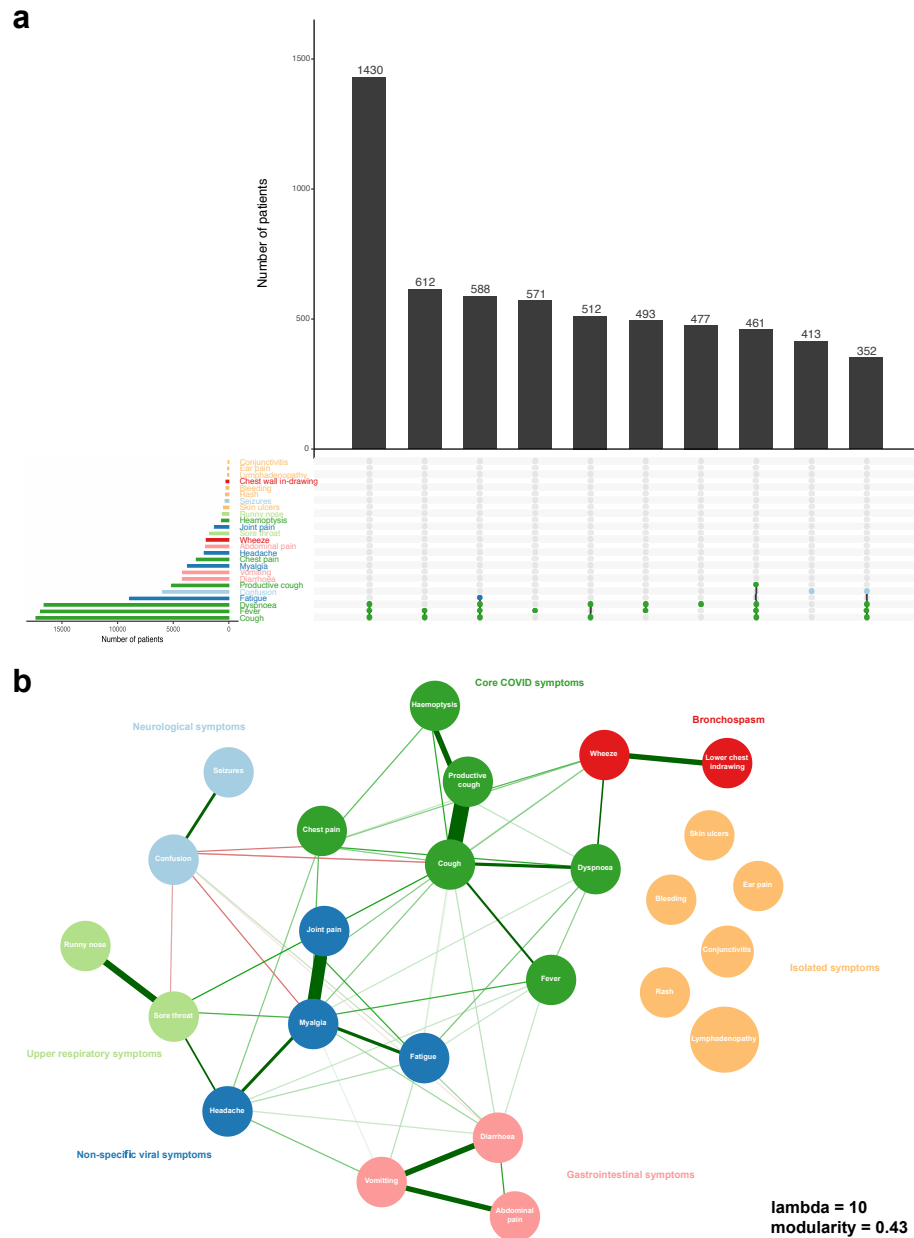 a
1500
1000
500
0
Number of patients
1430
612
588
571
512
493
477
461
413
352
Conjunctivitis
Ear pain
Lymphadenopathy
Chest wall in-drawing
Bleeding
Rash
Seizures
Skin ulcers
Runny nose
Heamoptysis
Joint pain
Sore throat
Wheeze
Abdominal pain
Headache
Chest pain
Myalgia
Vomiting
Diarrhoea
Productive cough
Confusion
Fatigue
Dyspnoea
Fever
Cough
15000 10000 5000 0
Number of patients
b
Core COVID symptoms
Neurological symptoms
Bronchospasm
Haemoptysis
Wheeze
Lower chest
indrawing
Seizures
Productive
cough
Chest pain
Skin ulcers
Confusion
Cough
Dyspnoea
Ear pain
Bleeding
Joint pain
Runny nose
Conjunctivitis
Isolated symptoms
Fever
Rash
Sore throat
Myalgia
Lymphadenopathy
Upper respiratory symptoms
Fatigue
Headache
Diarrhoea
Non-specific viral symptoms
Gastrointestinal symptoms
Vomitting
Abdominal
pain
lambda = 10
modularity = 0.43